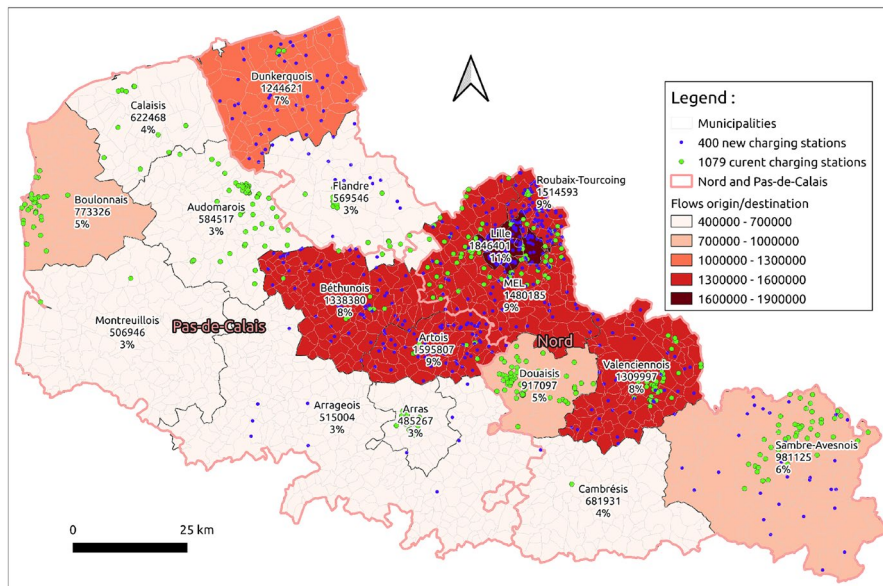 Dunkerquois
1244621
7%
Calaisis
622468
4%
Boulonnais
773326
5%
Audomarois
584517
3%
Flandre
569546
3%
Roubaix-Tourcoing
1514593
9%
Lille
1846401
11%
MEL
1480185
9%
Béthunois
1338380
8%
Montreuillois
506946
3%
Pas-de-Calais
Artois
1595807
9%
Nord
Douaisis
917097
5%
Valenciennois
1309997
8%
Arrageois
515004
3%
Arras
485267
3%
Sambre-Avesnois
981125
6%
Cambrésis
681931
4%
0
25 km
Legend :
Municipalities
400 new charging stations
1079 curent charging stations
Nord and Pas-de-Calais
Flows origin/destination
400000 - 700000
700000 - 1000000
1000000 - 1300000
1300000 - 1600000
1600000 - 1900000